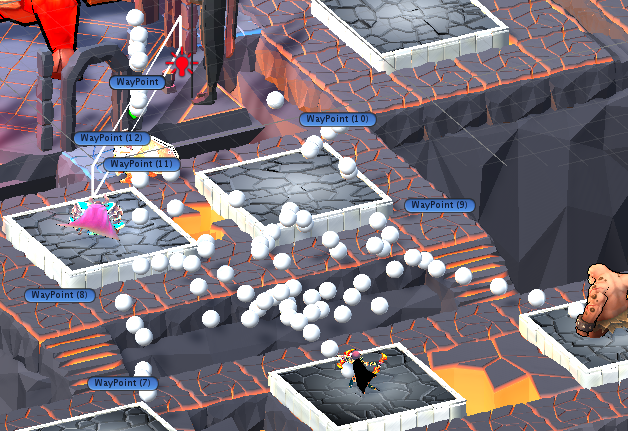 WayPoint
WayPoint (10)
WayPoint (12)
WayPoint (11)
WayPoint (9)
WayPoint (8)
WayPoint (7)